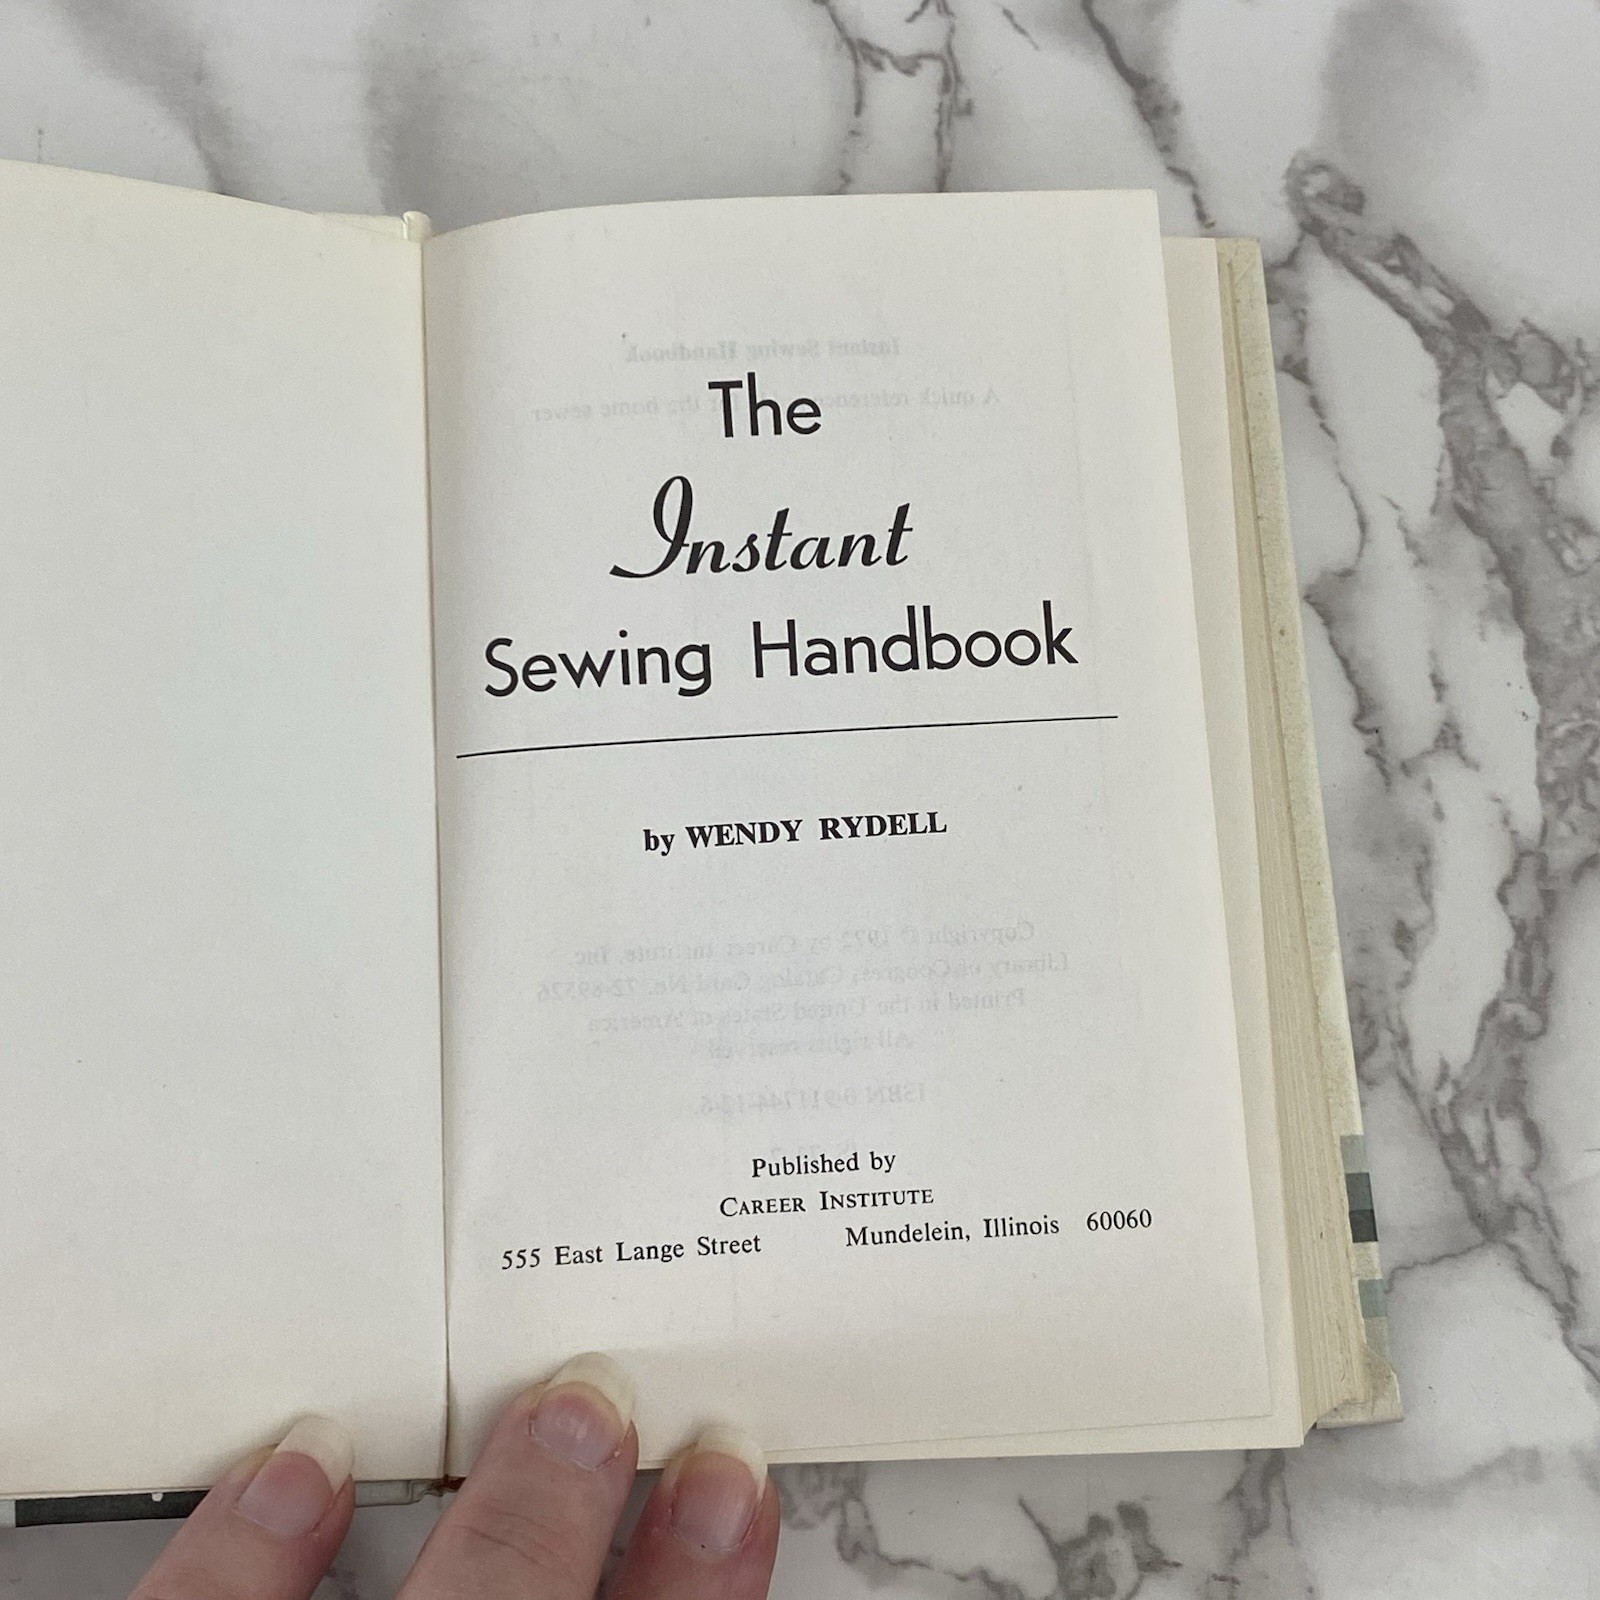 The
Instant
Sewing Handbook
by WENDY RYDELL
Published by
CAREER INSTITUTE
555 East Lange Street Mundelein, Illinois 60060